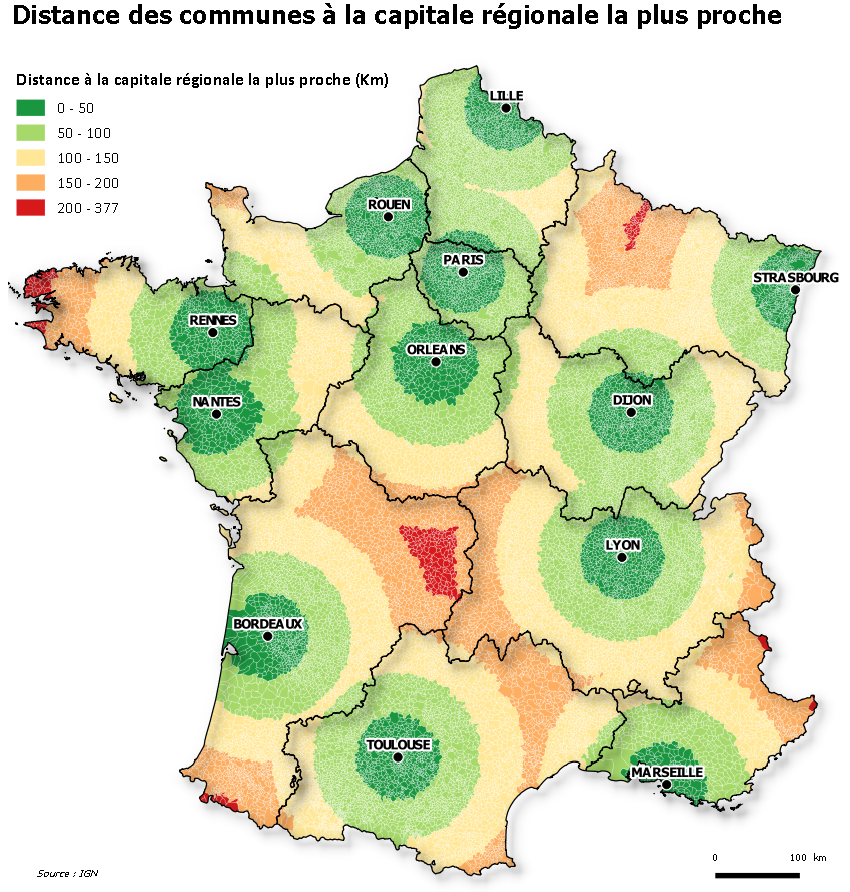 Distance des communes à la capitale régionale la plus proche
Distance à la capitale régionale la plus proche (Km)
0 - 50
50 - 100
100 - 150
150 - 200
200 - 377
LILLE
ROUEN
PARIS
STRASBOURG
RENNES
ORLEANS
NANTES
DIJON
LYON
BORDEAUX
TOULOUSE
MARSEILLE
0 100 km
Source : IGN